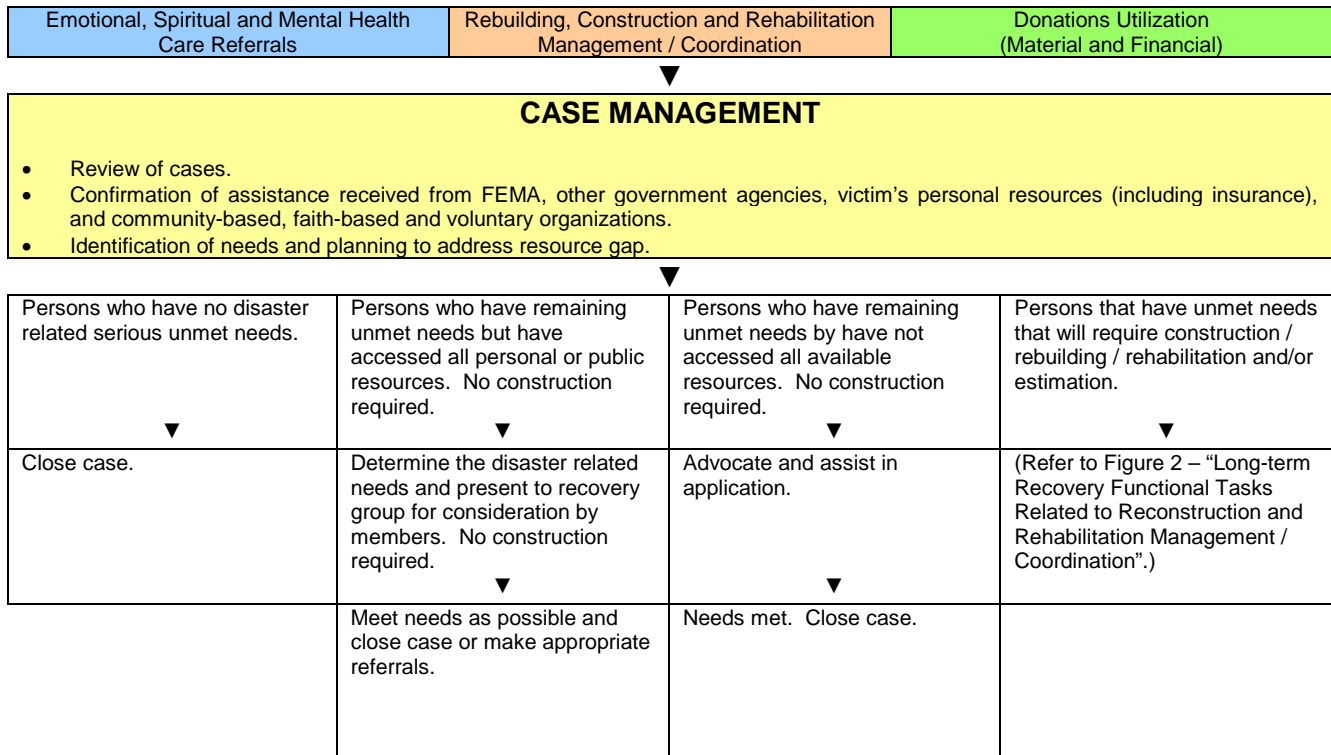 Emotional, Spiritual and Mental Health
Care Referrals
Rebuilding, Construction and Rehabilitation
Management / Coordination
Donations Utilization
(Material and Financial)
▼
CASE MANAGEMENT
• Review of cases.
• Confirmation of assistance received from FEMA, other government agencies, victim's personal resources (including insurance),
and community-based, faith-based and voluntary organizations.
• Identification of needs and planning to address resource gap.
▼
Persons who have no disaster
related serious unmet needs.
▼
Persons who have remaining
unmet needs but have
accessed all personal or public
resources.  No construction
required.
▼
Persons who have remaining
unmet needs by have not
accessed all available
resources.  No construction
required.
▼
Persons that have unmet needs
that will require construction /
rebuilding / rehabilitation and/or
estimation.
▼
Close case.
Determine the disaster related
needs and present to recovery
group for consideration by
members.  No construction
required.
▼
Advocate and assist in
application.
▼
(Refer to Figure 2 – “Long-term
Recovery Functional Tasks
Related to Reconstruction and
Rehabilitation Management /
Coordination”.)
Meet needs as possible and
close case or make appropriate
referrals.
Needs met.  Close case.